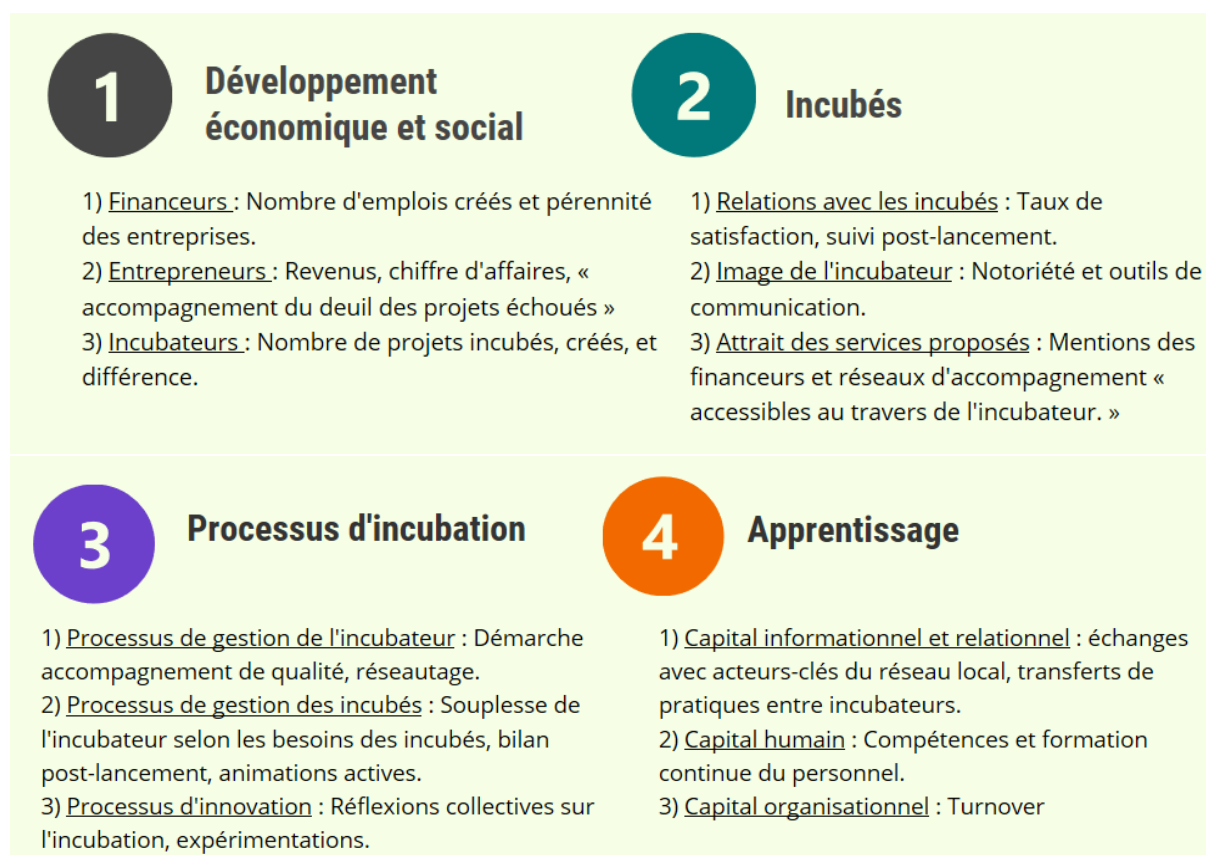 1
Développement
économique et social
1) Financeurs : Nombre d'emplois créés et pérennité
des entreprises.
2) Entrepreneurs : Revenus, chiffre d'affaires, «
accompagnement du deuil des projets échoués »
3) Incubateurs : Nombre de projets incubés, créés, et
différence.
2
Incubés
1) Relations avec les incubés : Taux de
satisfaction, suivi post-lancement.
2) Image de l'incubateur : Notoriété et outils de
communication.
3) Attrait des services proposés : Mentions des
financeurs et réseaux d'accompagnement «
accessibles au travers de l'incubateur. »
3
Processus d'incubation
1) Processus de gestion de l'incubateur : Démarche
accompagnement de qualité, réseautage.
2) Processus de gestion des incubés : Souplesse de
l'incubateur selon les besoins des incubés, bilan
post-lancement, animations actives.
3) Processus d'innovation : Réflexions collectives sur
l'incubation, expérimentations.
4
Apprentissage
1) Capital informationnel et relationnel : échanges
avec acteurs-clés du réseau local, transferts de
pratiques entre incubateurs.
2) Capital humain : Compétences et formation
continue du personnel.
3) Capital organisationnel : Turnover